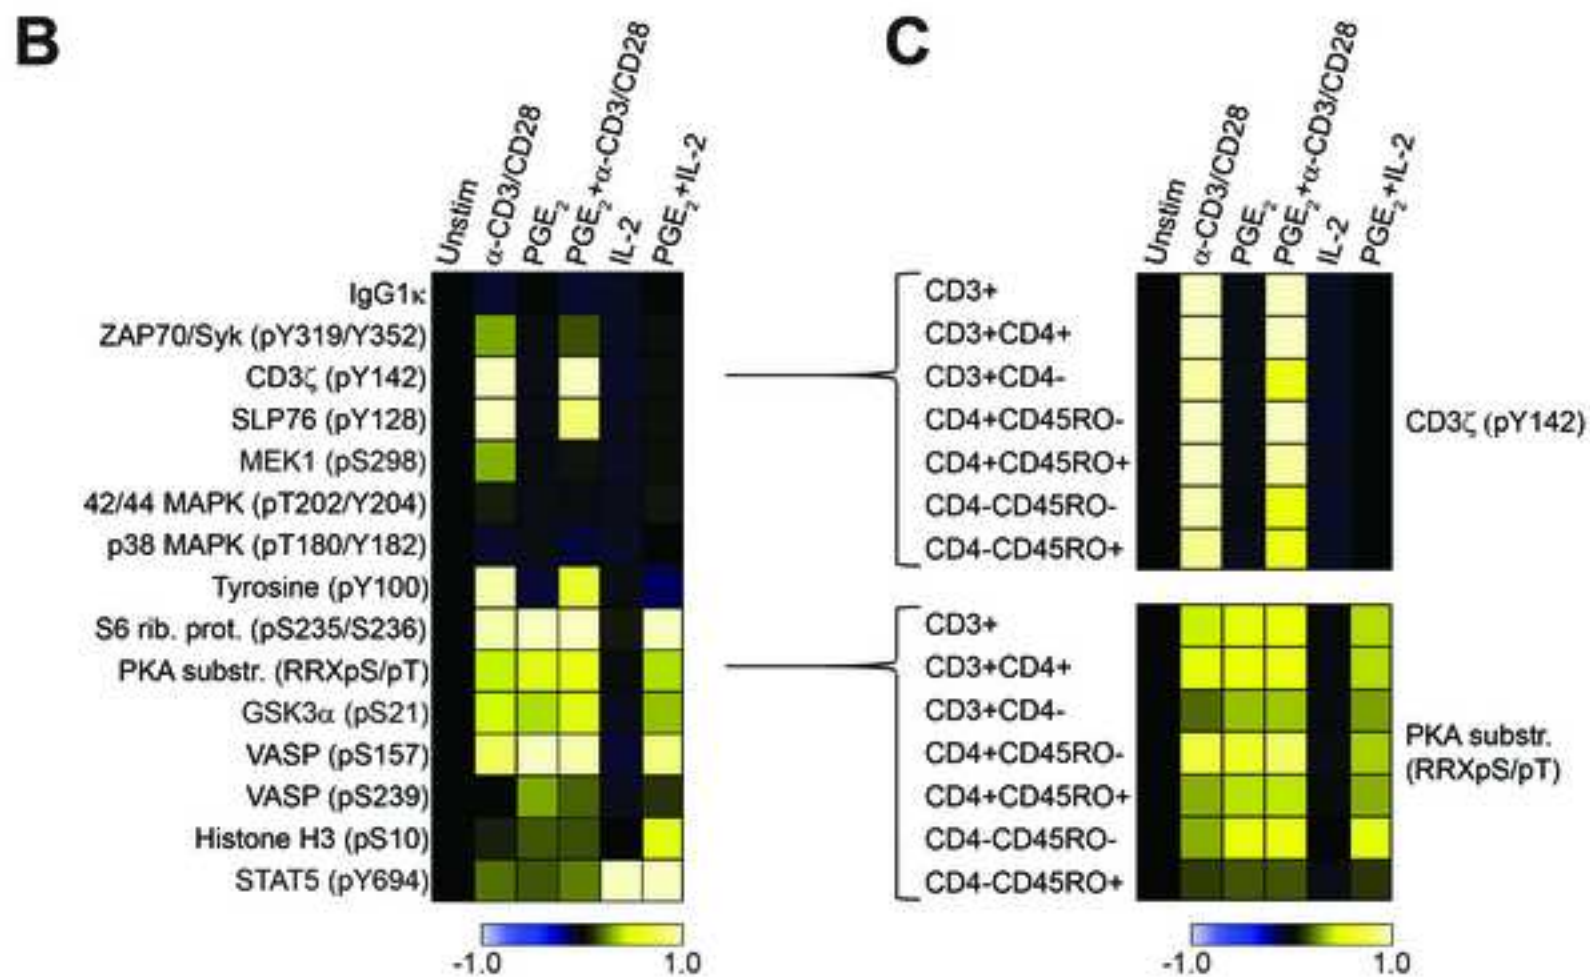 B
Unstim
α-CD3/CD28
PGE₂
PGE₂+α-CD3/CD28
IL-2
PGE₂+IL-2
IgG1κ
ZAP70/Syk (pY319/Y352)
CD3ζ (pY142)
SLP76 (pY128)
MEK1 (pS298)
42/44 MAPK (pT202/Y204)
p38 MAPK (pT180/Y182)
Tyrosine (pY100)
S6 rib. prot. (pS235/S236)
PKA substr. (RRXpS/pT)
GSK3α (pS21)
VASP (pS157)
VASP (pS239)
Histone H3 (pS10)
STAT5 (pY694)
-1.0 1.0
C
Unstim
α-CD3/CD28
PGE₂
PGE₂+α-CD3/CD28
IL-2
PGE₂+IL-2
CD3+
CD3+CD4+
CD3+CD4-
CD4+CD45RO-
CD4+CD45RO+
CD4-CD45RO-
CD4-CD45RO+
CD3ζ (pY142)
CD3+
CD3+CD4+
CD3+CD4-
CD4+CD45RO-
CD4+CD45RO+
CD4-CD45RO-
CD4-CD45RO+
PKA substr.
(RRXpS/pT)
-1.0 1.0